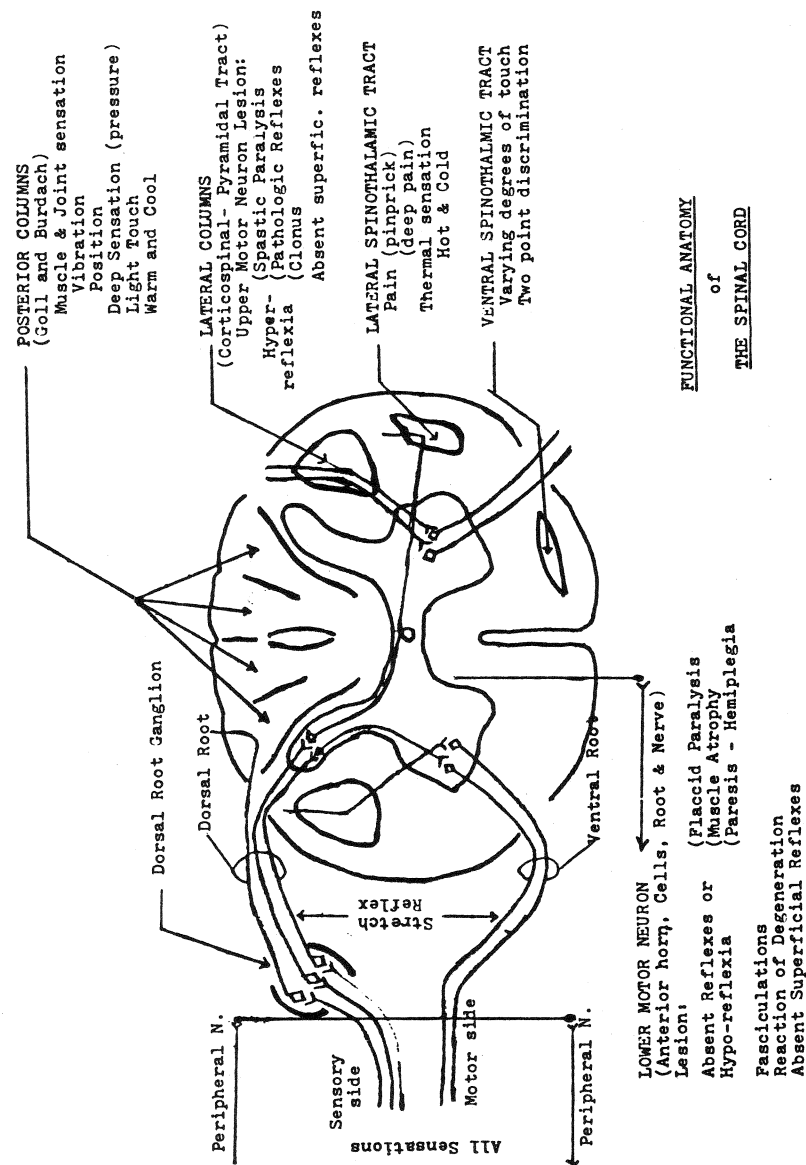 POSTERIOR COLUMNS
(Goll and Burdach)
Muscle & Joint sensation
Vibration
Position
Deep Sensation (pressure)
Light Touch
Warm and Cool
LATERAL COLUMNS
(Corticospinal- Pyramidal Tract)
Upper Motor Neuron Lesion:
Hyper- (Spastic Paralysis
reflexia (Pathologic Reflexes
(Clonus
Absent superfic. reflexes
LATERAL SPINOTHALAMIC TRACT
Pain (pinprick)
(deep pain)
Thermal sensation
Hot & Cold
VENTRAL SPINOTHALMIC TRACT
Varying degrees of touch
Two point discrimination
Dorsal Root Ganglion
Dorsal Root
Peripheral N.
Sensory
side
All Sensations
Stretch
Reflex
Motor side
Peripheral N.
Ventral Root
LOWER MOTOR NEURON
(Anterior horn, Cells, Root & Nerve)
Lesion:
Absent Reflexes or (Flaccid Paralysis
Hypo-reflexia (Muscle Atrophy
(Paresis - Hemiplegia
Fasciculations
Reaction of Degeneration
Absent Superficial Reflexes
FUNCTIONAL ANATOMY
of
THE SPINAL CORD